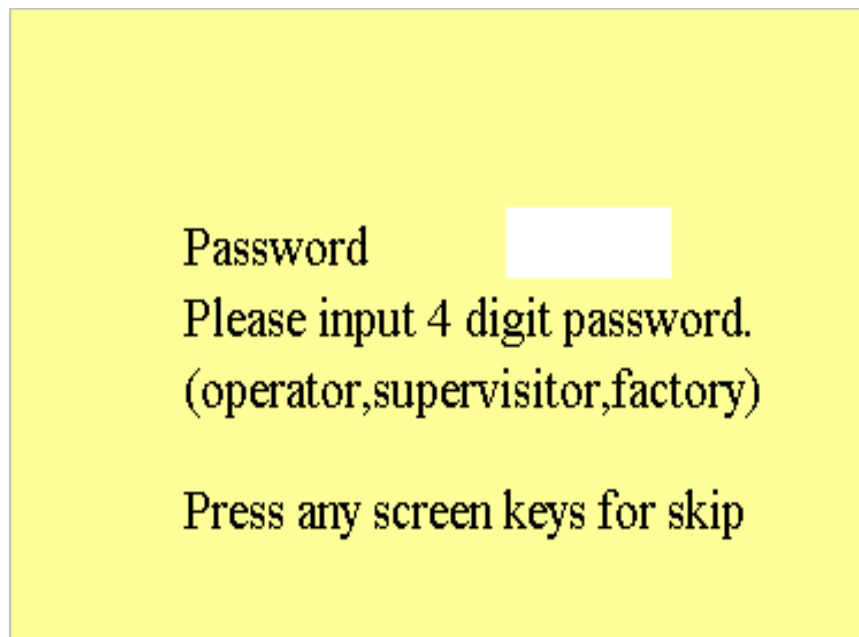 Password
Please input 4 digit password.
(operator,supervisitor,factory)
Press any screen keys for skip